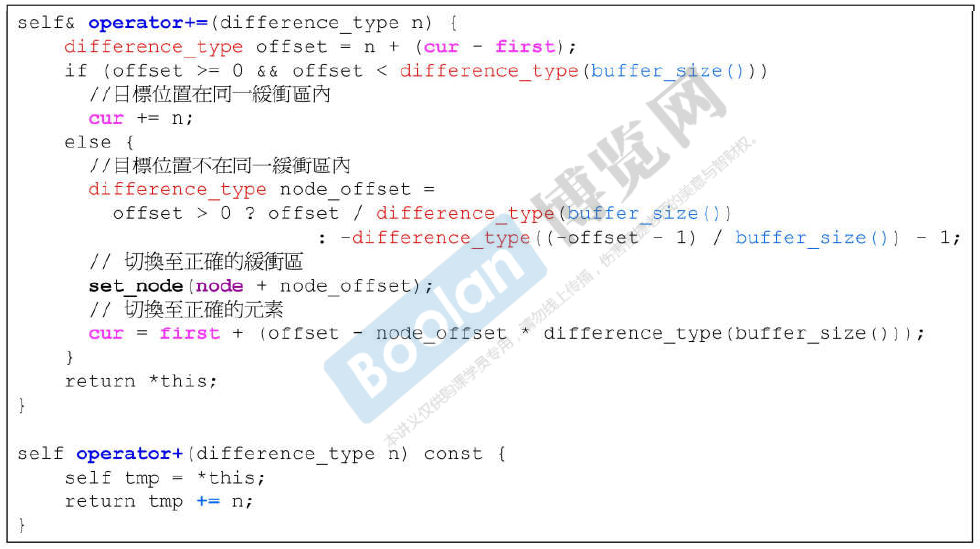 self& operator+=(difference_type n) {
    difference_type offset = n + (cur - first);
    if (offset >= 0 && offset < difference_type(buffer_size()))
      //目標位置在同一緩衝區內
      cur += n;
    else {
      //目標位置不在同一緩衝區內
      difference_type node_offset =
        offset > 0 ? offset / difference_type(buffer_size())
                         : -difference_type((-offset - 1) / buffer_size()) - 1;
      // 切換至正確的緩衝區
      set_node(node + node_offset);
      // 切換至正確的元素
      cur = first + (offset - node_offset * difference_type(buffer_size()));
    }
    return *this;
}

self operator+(difference_type n) const {
    self tmp = *this;
    return tmp += n;
}
Boolan 博览网
本讲义仅供购课学员专用，请勿线上传播，伤害
的美意与智财权。